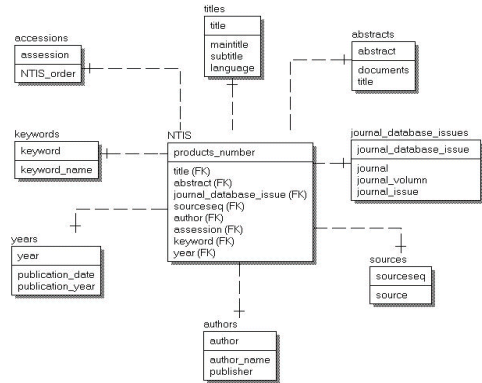 titles
title
maintitle
subtitle
language
accessions
assession
NTIS_order
abstracts
abstract
documents
title
keywords
keyword
keyword_name
NTIS
products_number
title (FK)
abstract (FK)
journal_database_issue (FK)
sourceseq (FK)
author (FK)
assession (FK)
keyword (FK)
year (FK)
journal_database_issues
journal_database_issue
journal
journal_volumn
journal_issue
years
year
publication_date
publication_year
sources
sourceseq
source
authors
author
author_name
publisher